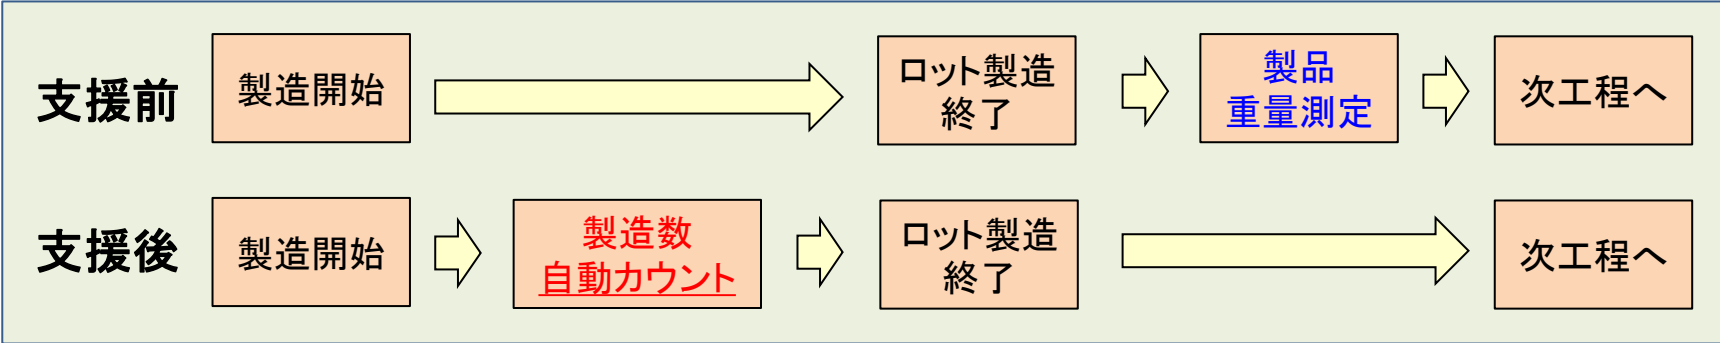 支援前
製造開始
ロット製造
終了
製品
重量測定
次工程へ
支援後
製造開始
製造数
自動カウント
ロット製造
終了
次工程へ